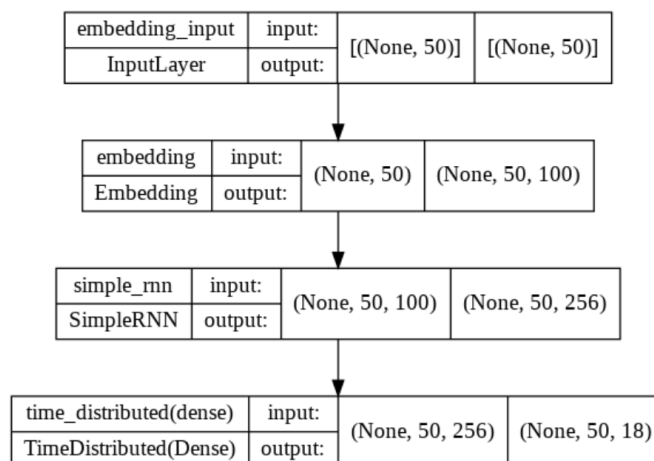 embedding_input input: [(None, 50)] [(None, 50)]
InputLayer output:
embedding input: (None, 50) (None, 50, 100)
Embedding output:
simple_rnn input: (None, 50, 100) (None, 50, 256)
SimpleRNN output:
time_distributed(dense) input: (None, 50, 256) (None, 50, 18)
TimeDistributed(Dense) output: